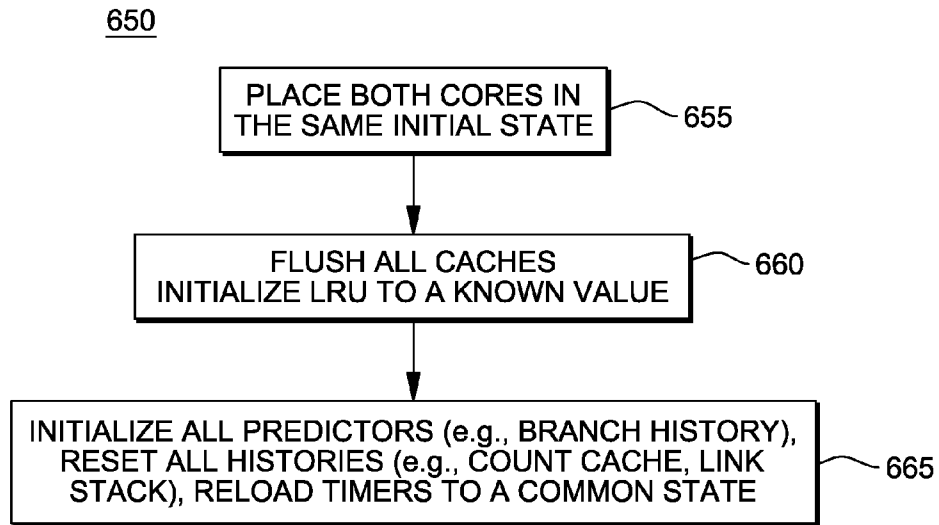 650
PLACE BOTH CORES IN
THE SAME INITIAL STATE
655
FLUSH ALL CACHES
INITIALIZE LRU TO A KNOWN VALUE
660
INITIALIZE ALL PREDICTORS (e.g., BRANCH HISTORY),
RESET ALL HISTORIES (e.g., COUNT CACHE, LINK
STACK), RELOAD TIMERS TO A COMMON STATE
665